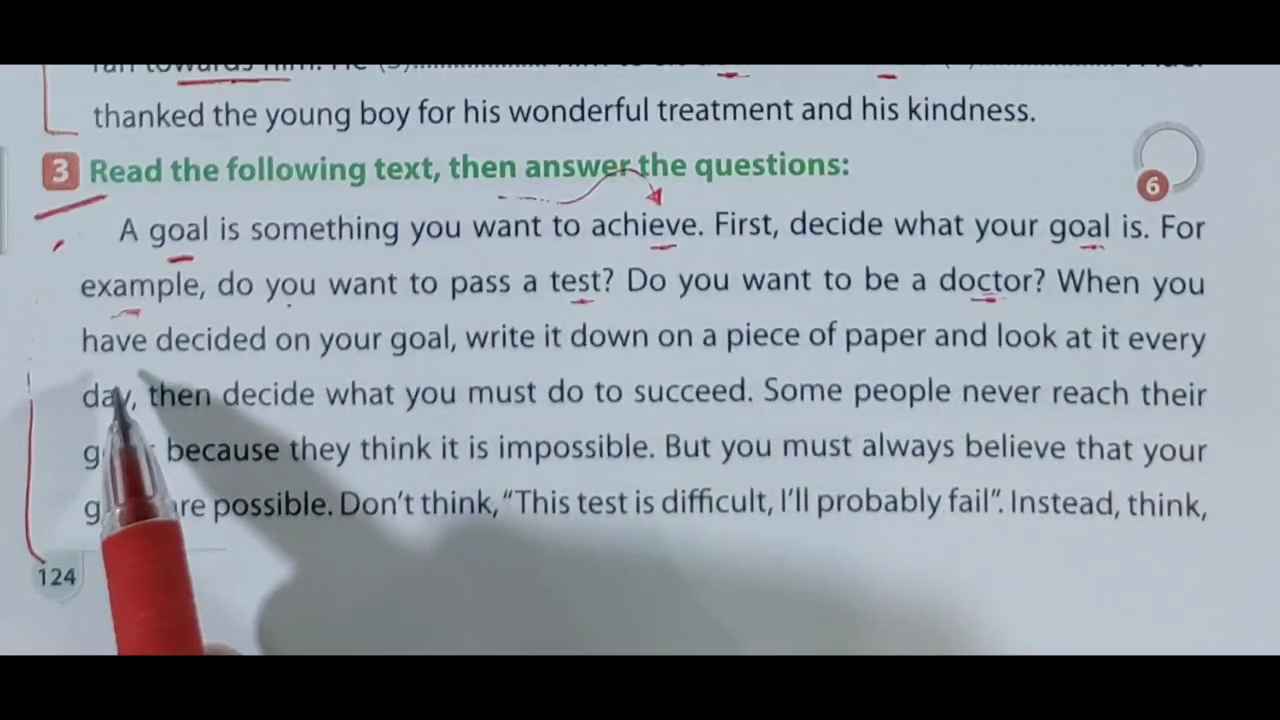 thanked the young boy for his wonderful treatment and his kindness.
3 Read the following text, then answer the questions:
6
A goal is something you want to achieve. First, decide what your goal is. For
example, do you want to pass a test? Do you want to be a doctor? When you
have decided on your goal, write it down on a piece of paper and look at it every
day, then decide what you must do to succeed. Some people never reach their
because they think it is impossible. But you must always believe that your
possible. Don't think, “This test is difficult, I'll probably fail”. Instead, think,
124